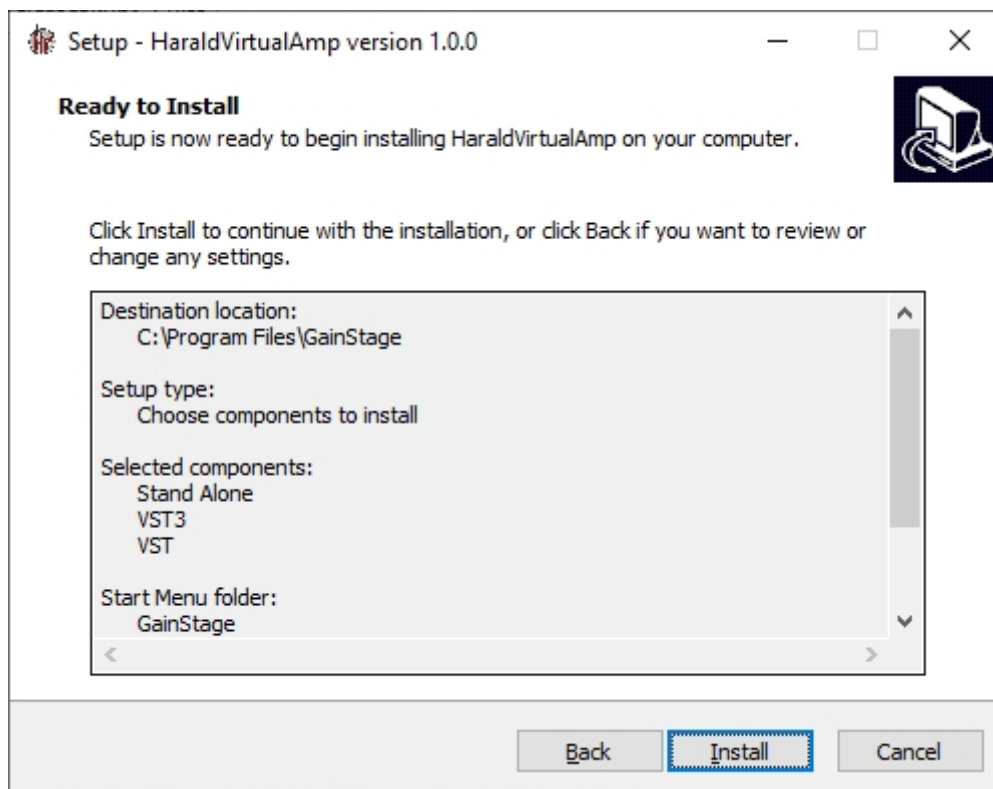 Setup - HaraldVirtualAmp version 1.0.0
Ready to Install
Setup is now ready to begin installing HaraldVirtualAmp on your computer.
Click Install to continue with the installation, or click Back if you want to review or
change any settings.
Destination location:
C:\Program Files\GainStage
Setup type:
Choose components to install
Selected components:
Stand Alone
VST3
VST
Start Menu folder:
GainStage
Back
Install
Cancel